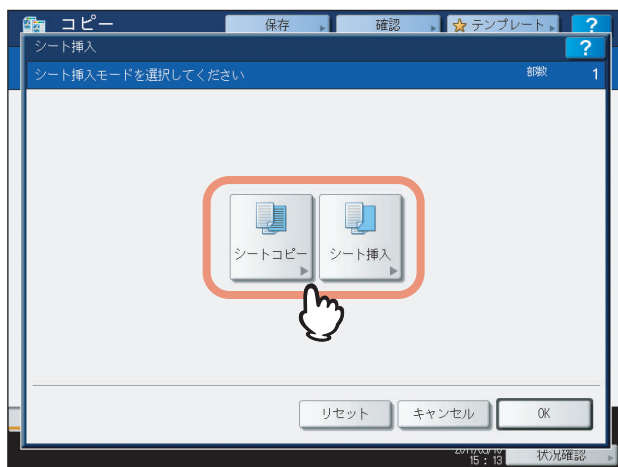 コピー 保存 確認 テンプレート ?
シート挿入 ?
シート挿入モードを選択してください 部数 1
シートコピー シート挿入
リセット キャンセル OK
15 : 13 状況確認